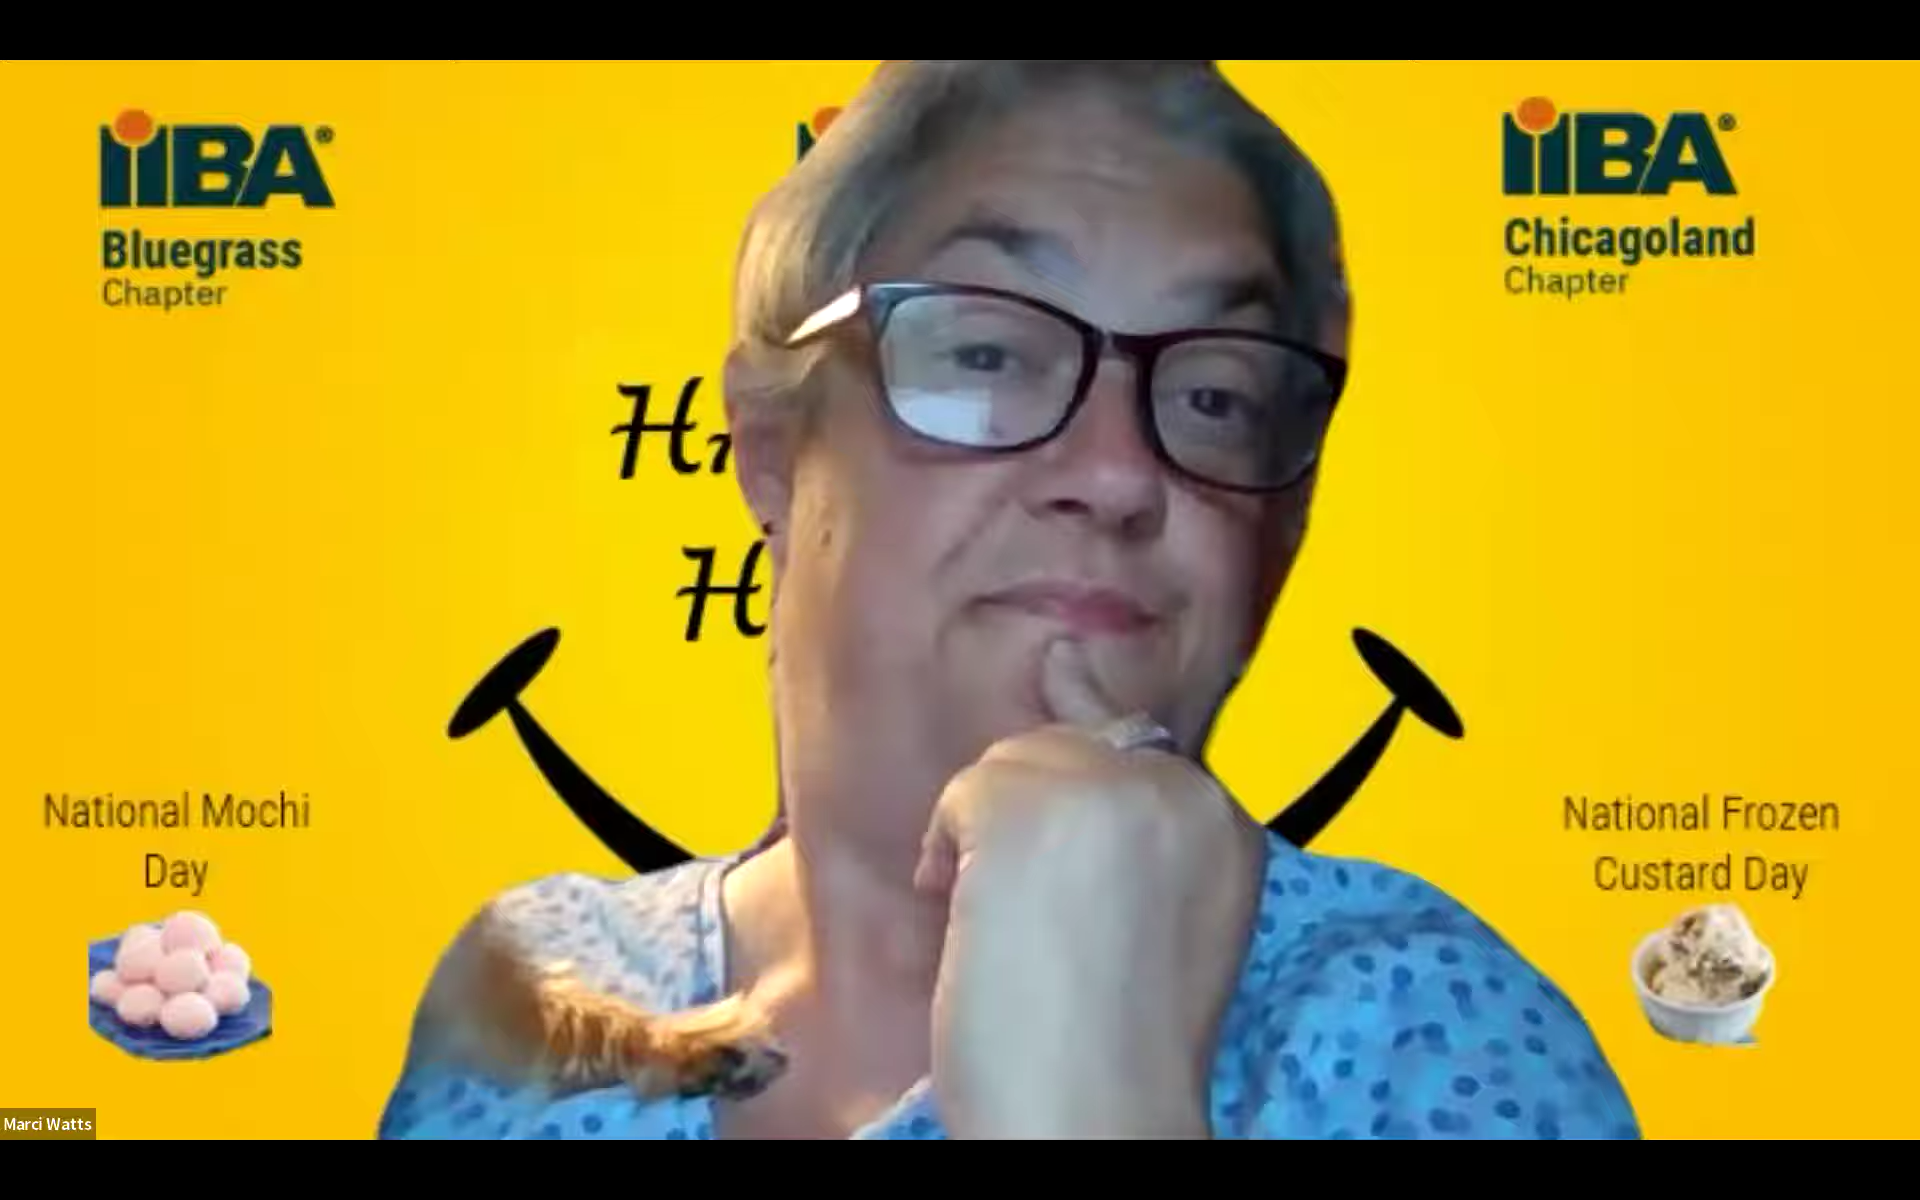 iiBA®
Bluegrass
Chapter
iiBA®
Chicagoland
Chapter
H
H
National Mochi
Day
National Frozen
Custard Day
Marci Watts